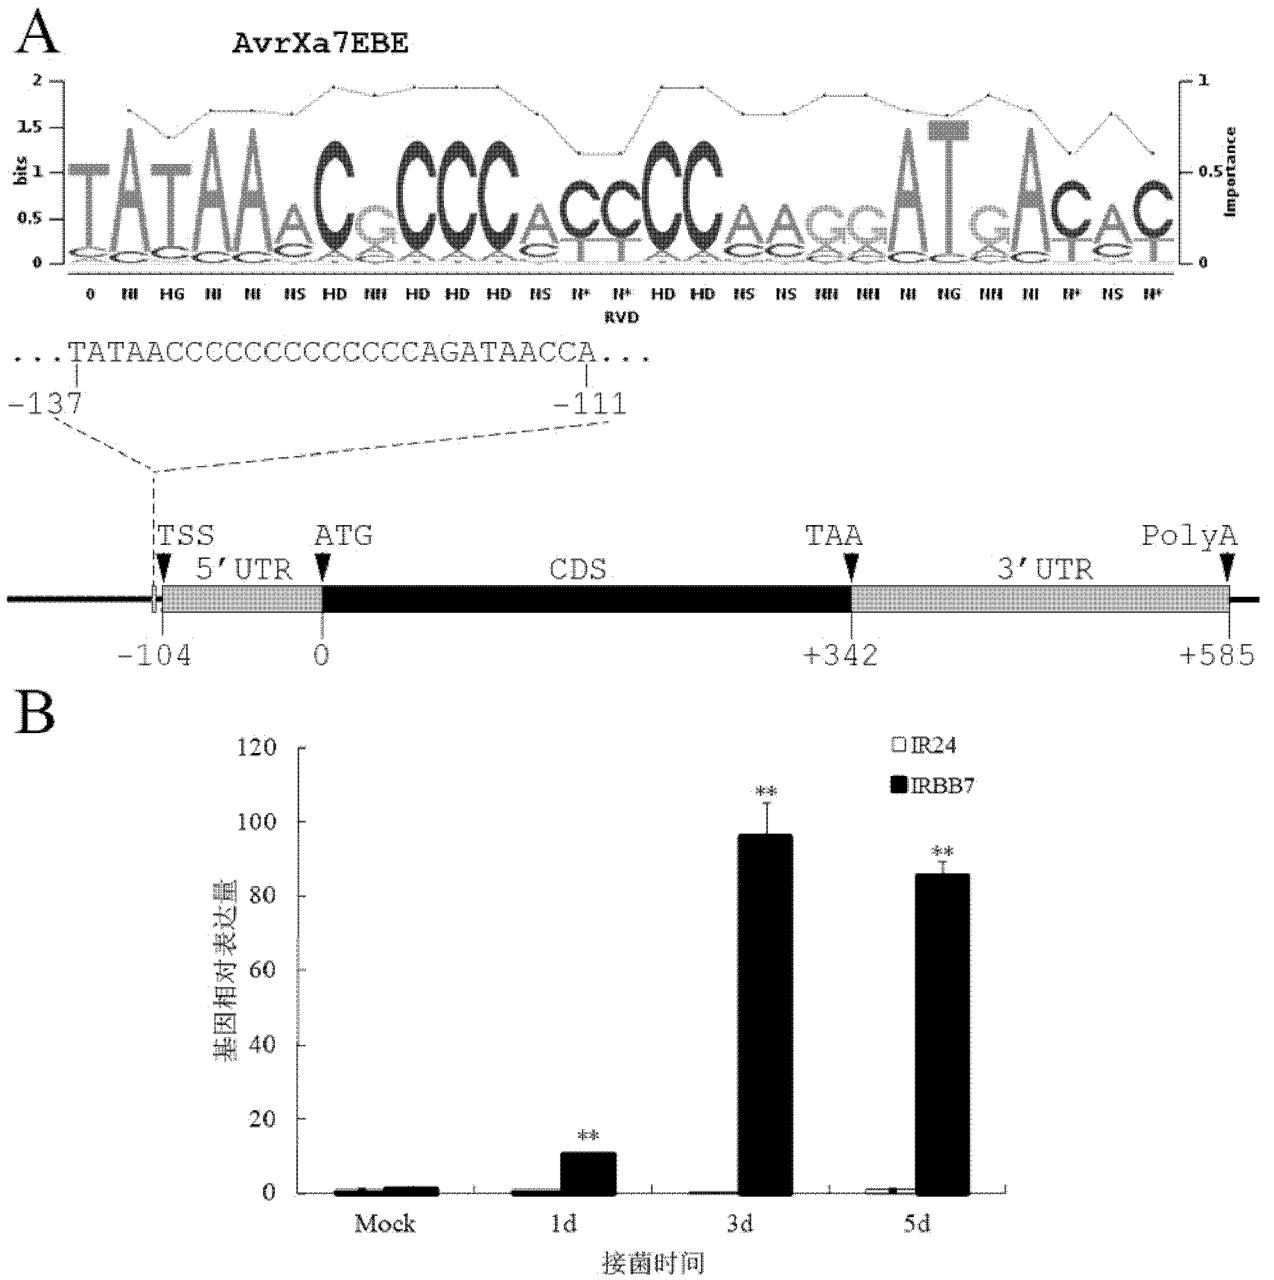 A
AvrXa7EBE
2
1.5
1
0.5
0
bits
1
0.5
0
Importance
0 NI HG NI NI NS HD NN HD HD HD NS N* N* HD HD NS NS NN NN NI NG NN NI N* NS N*
RVD
...TATAACCCCCCCCCCCCCCAGATAACCA...
-137 -111
TSS ATG TAA PolyA
5'UTR CDS 3'UTR
-104 0 +342 +585
B
120
100
80
60
40
20
0
基因相对表达量
IR24
IRBB7
**
**
**
Mock 1d 3d 5d
接菌时间